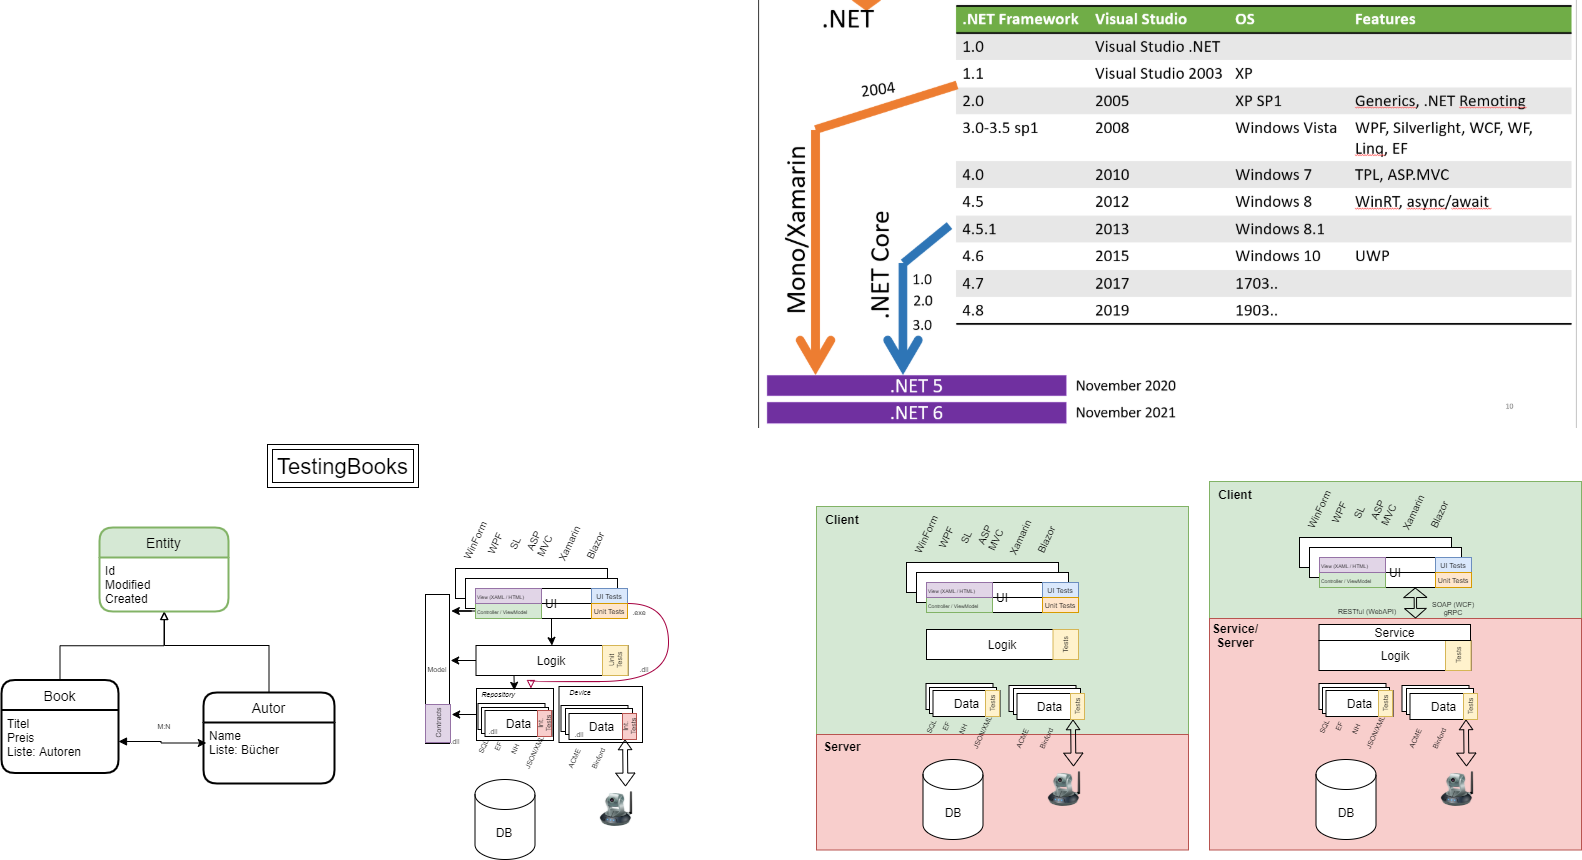 .NET
.NET Framework Visual Studio OS Features
1.0 Visual Studio .NET
1.1 Visual Studio 2003 XP
2.0 2005 XP SP1 Generics, .NET Remoting
3.0-3.5 sp1 2008 Windows Vista WPF, Silverlight, WCF, WF,
Linq, EF
4.0 2010 Windows 7 TPL, ASP.MVC
4.5 2012 Windows 8 WinRT, async/await
4.5.1 2013 Windows 8.1
4.6 2015 Windows 10 UWP
4.7 2017 1703..
4.8 2019 1903..
2004
Mono/Xamarin
.NET Core
1.0
2.0
3.0
.NET 5 November 2020
.NET 6 November 2021
10
TestingBooks
Entity
Id
Modified
Created
Book
Titel
Preis
Liste: Autoren
M:N
Autor
Name
Liste: Bücher
WinForm
WPF
SL
ASP
MVC
Xamarin
Blazor
View (XAML / HTML)
Controller / ViewModel
UI
UI Tests
Unit Tests
.exe
Model
Contracts
.dll
Logik
Unit
Tests
.dll
Repository
Data
.dll
Int.
Tests
Device
Data
.dll
Int.
Tests
SQL
EF
NH
JSON/XML
ACME
Binford
DB
Client
WinForm
WPF
SL
ASP
MVC
Xamarin
Blazor
View (XAML / HTML)
Controller / ViewModel
UI
UI Tests
Unit Tests
Logik
Tests
Data
Tests
Data
Tests
SQL
EF
NH
JSON/XML
ACME
Binford
Server
DB
Client
WinForm
WPF
SL
ASP
MVC
Xamarin
Blazor
View (XAML / HTML)
Controller / ViewModel
UI
UI Tests
Unit Tests
RESTful (WebAPI)
SOAP (WCF)
gRPC
Service/
Server
Service
Logik
Tests
Data
Tests
Data
Tests
SQL
EF
NH
JSON/XML
ACME
Binford
DB